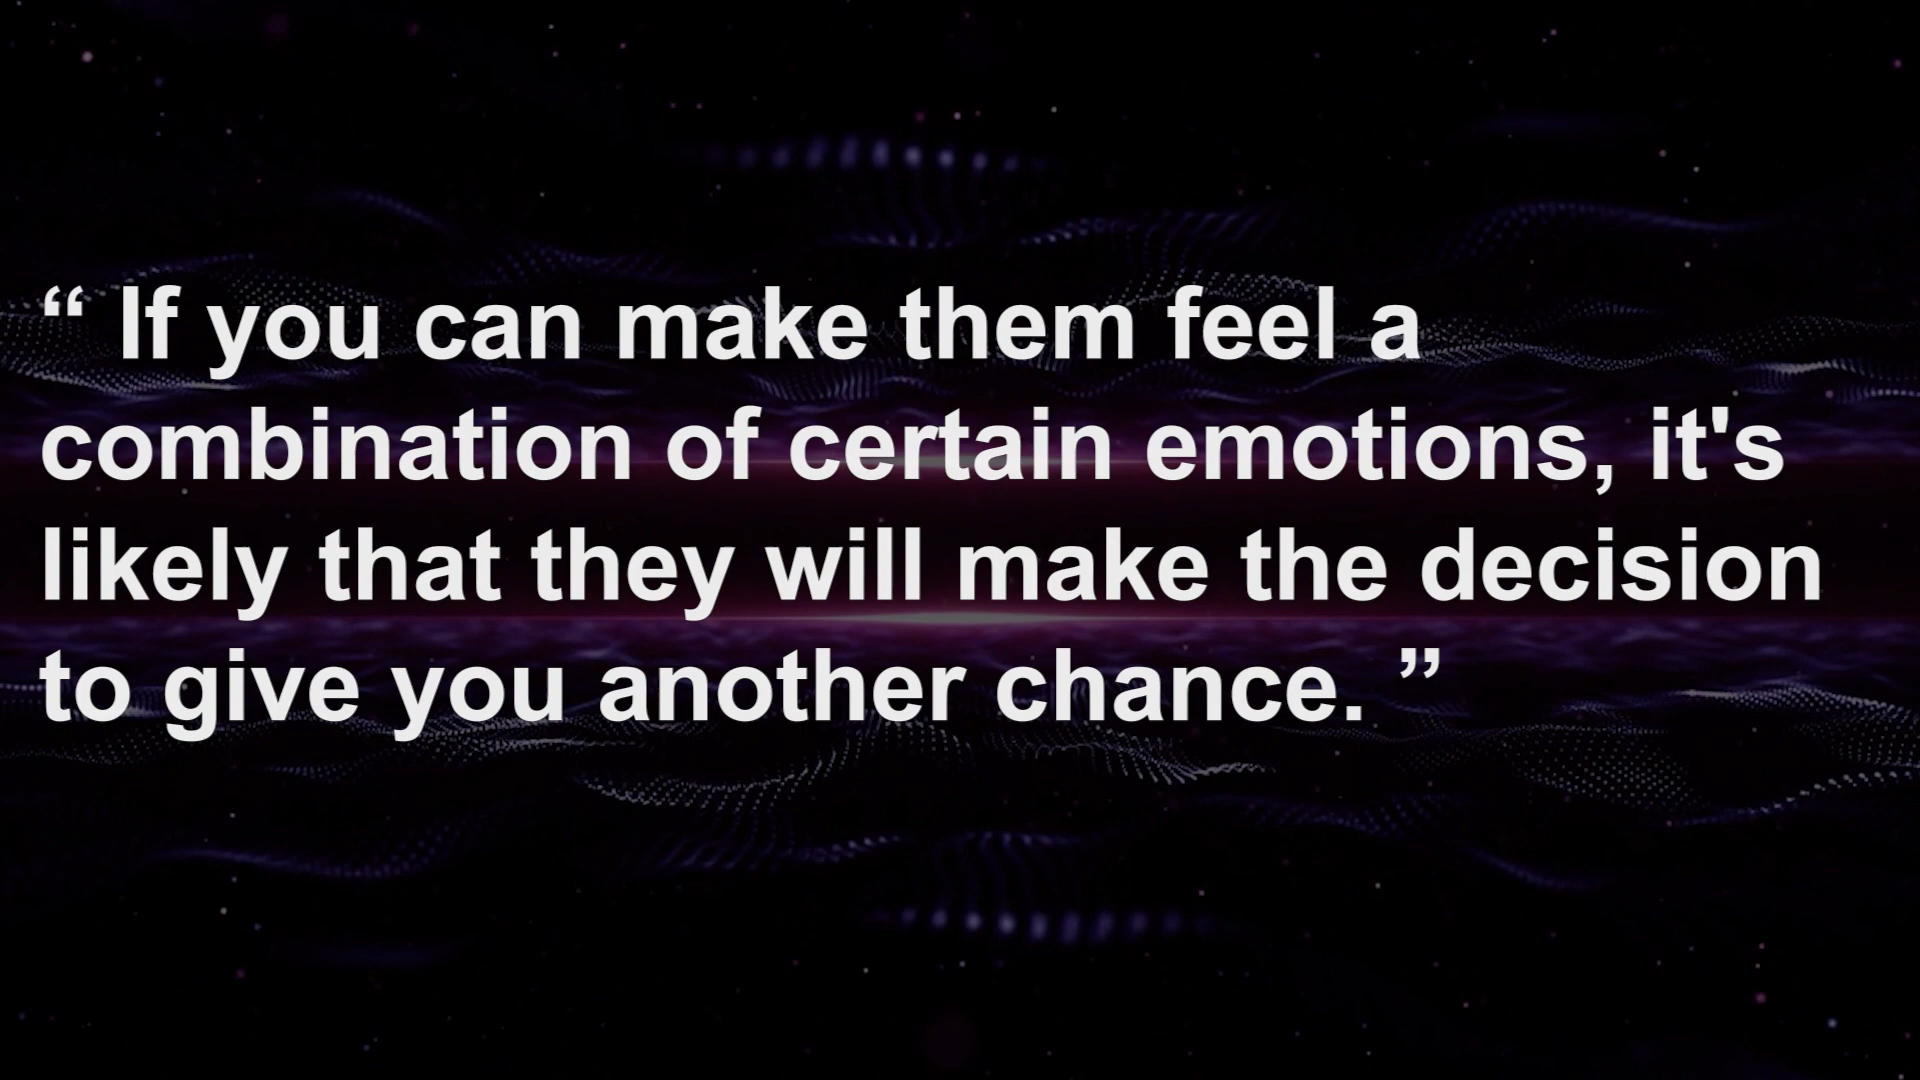 “ If you can make them feel a
combination of certain emotions, it's
likely that they will make the decision
to give you another chance. ”